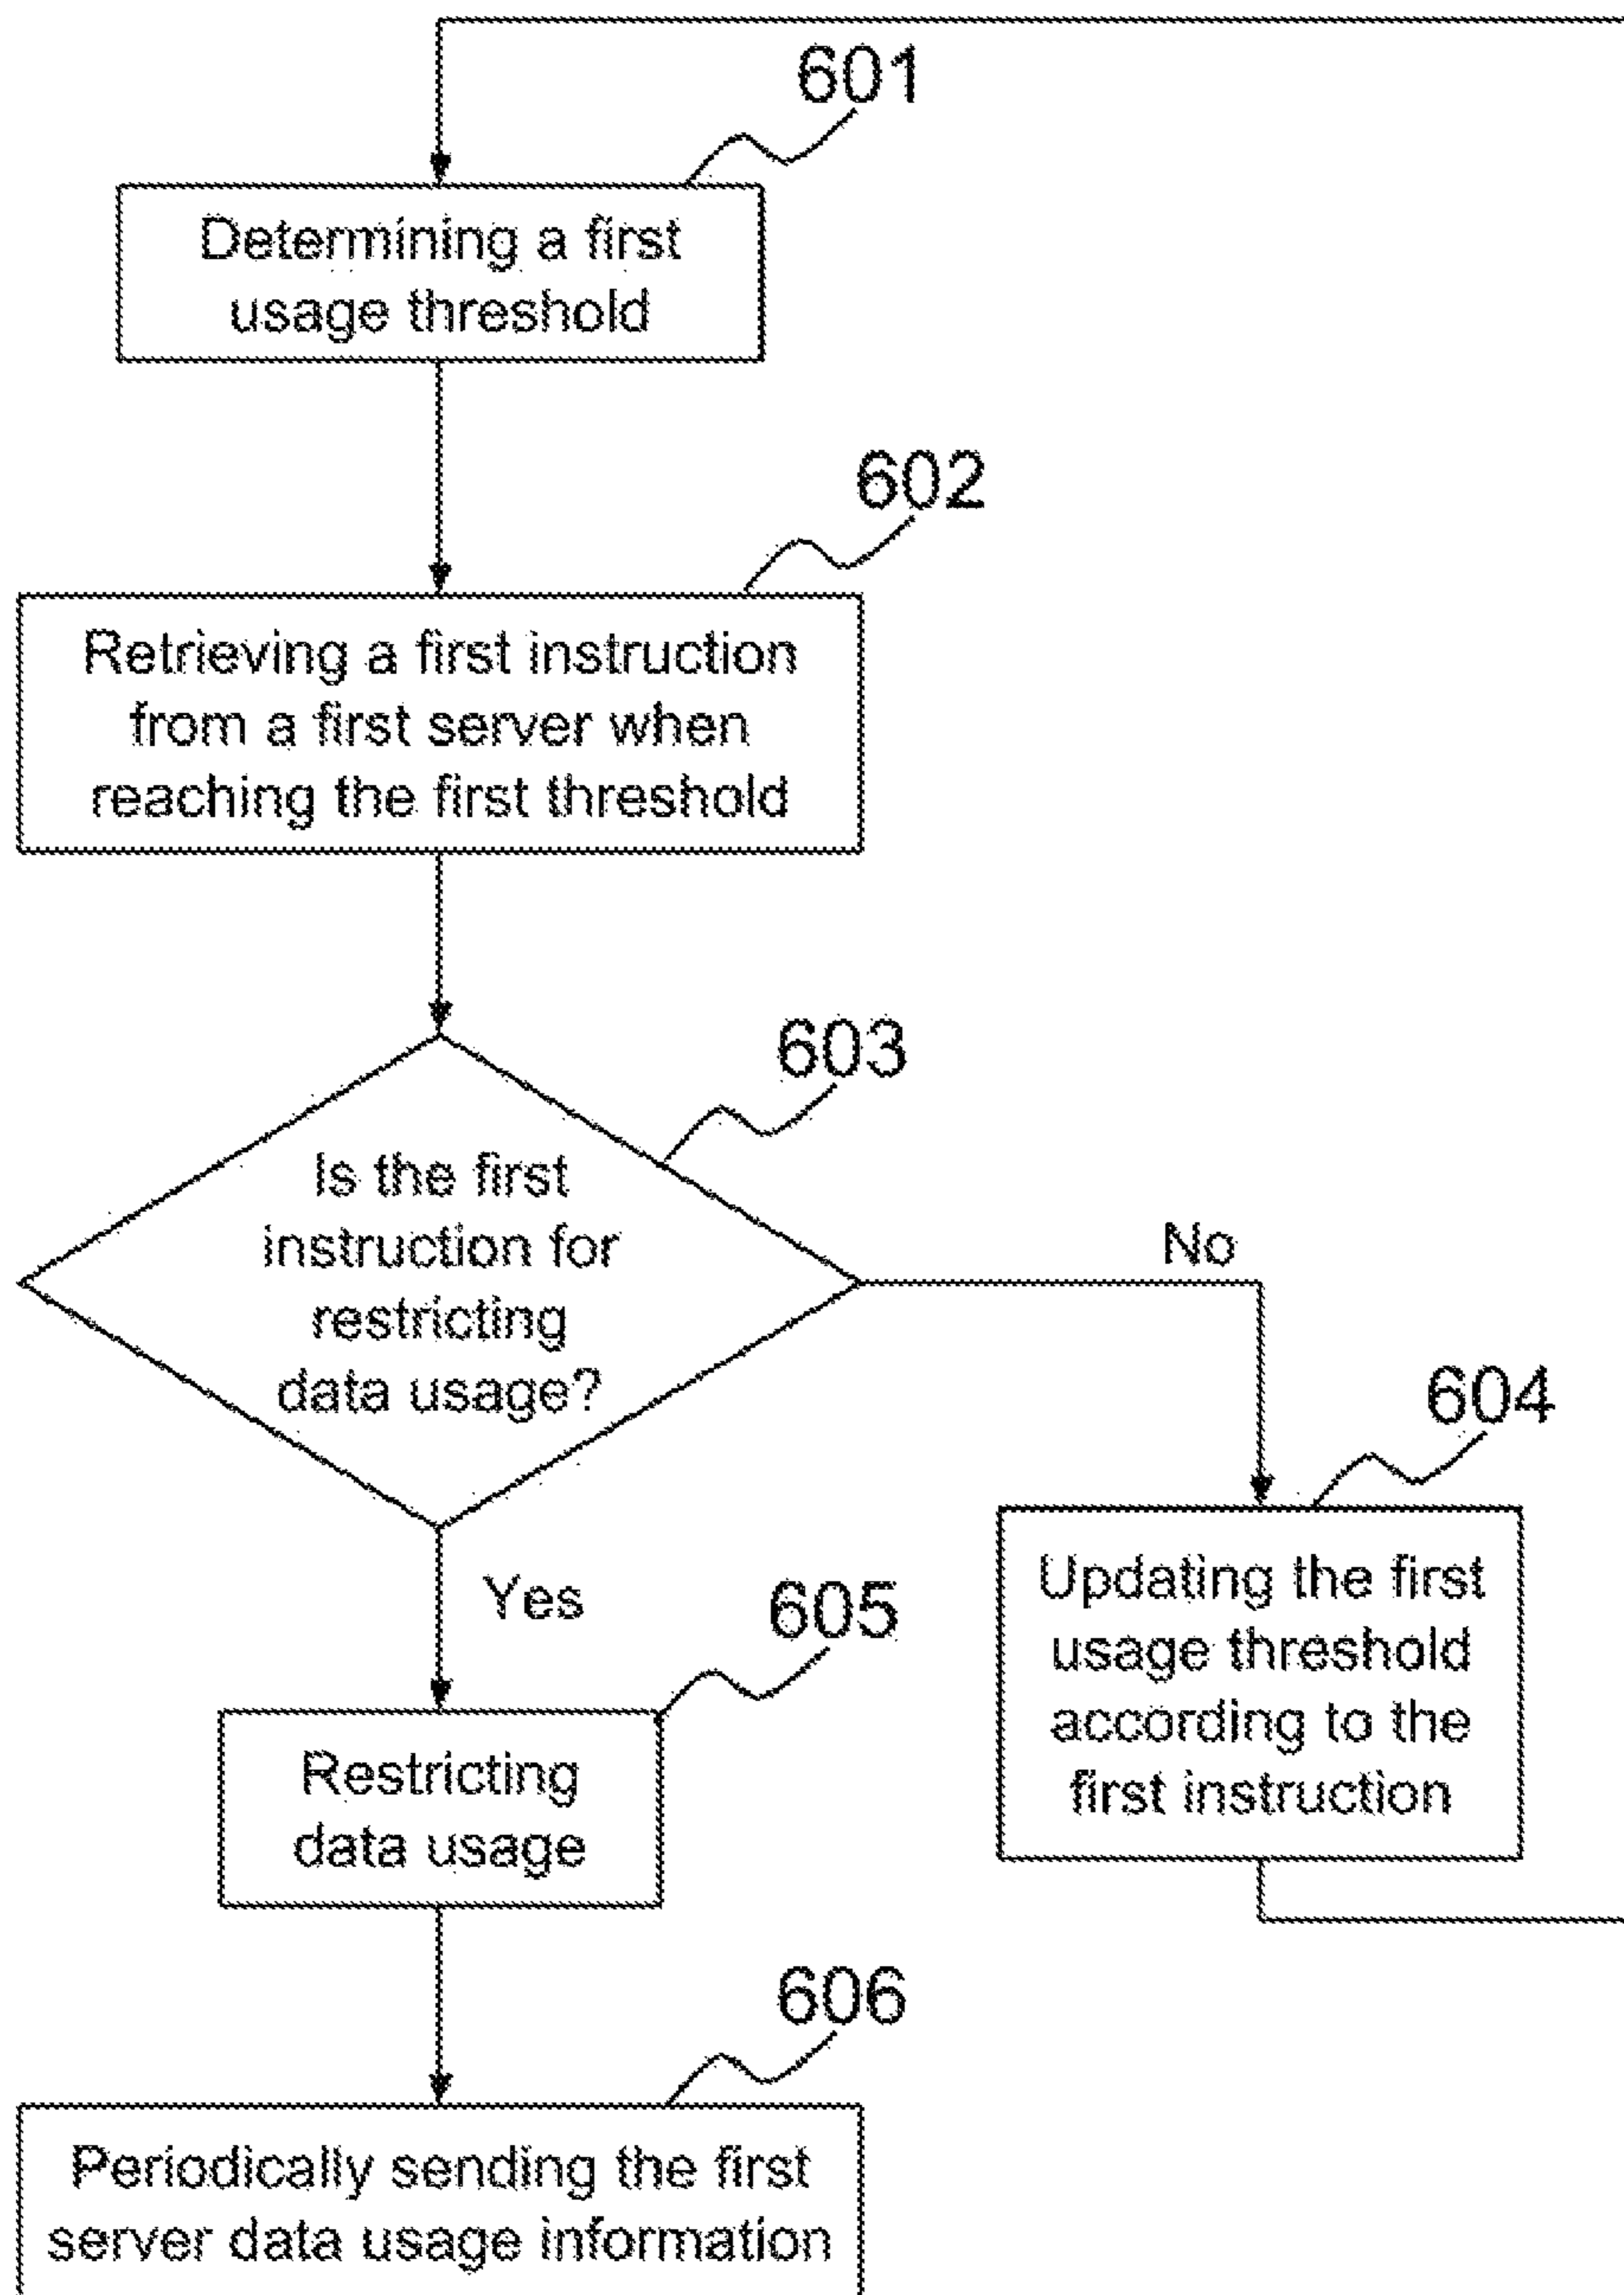 601
Determining a first
usage threshold
602
Retrieving a first instruction
from a first server when
reaching the first threshold
603
Is the first
instruction for
restricting
data usage?
No
604
Updating the first
usage threshold
according to the
first instruction
Yes
605
Restricting
data usage
606
Periodically sending the first
server data usage information